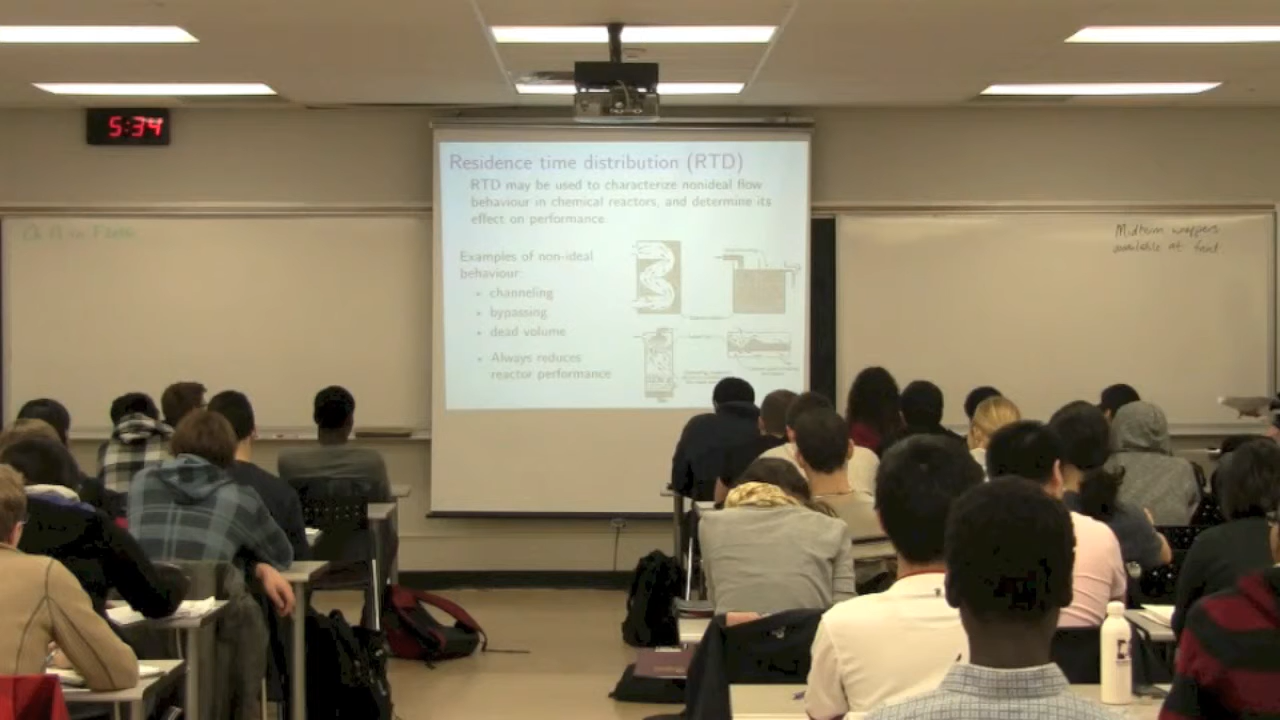 5:34
Residence time distribution (RTD)
RTD may be used to characterize nonideal flow
behaviour in chemical reactors, and determine its
effect on performance
Examples of non-ideal
behaviour:
channeling
bypassing
dead volume
Always reduces
reactor performance
Midterm wrappers
available at front